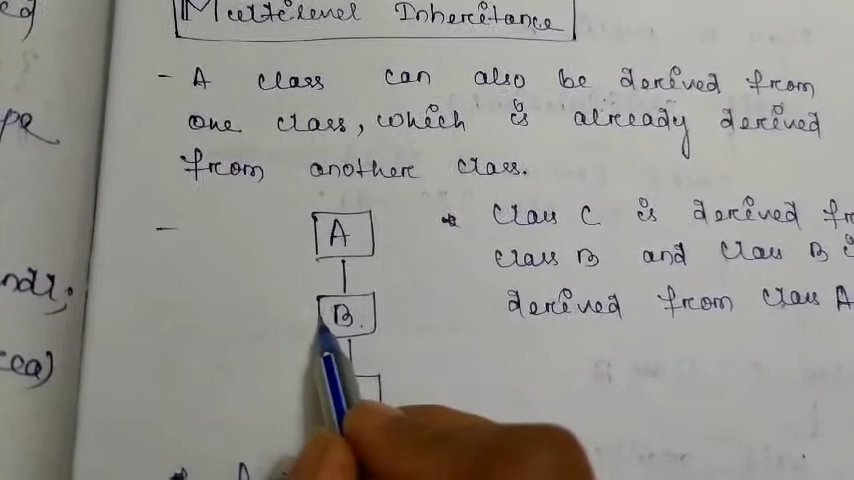 Multilevel Inheritance
- A class can also be derived from
one class, which is already derived
from another class.
- A
* Class C is derived
class B and class B
B.
derived from class A